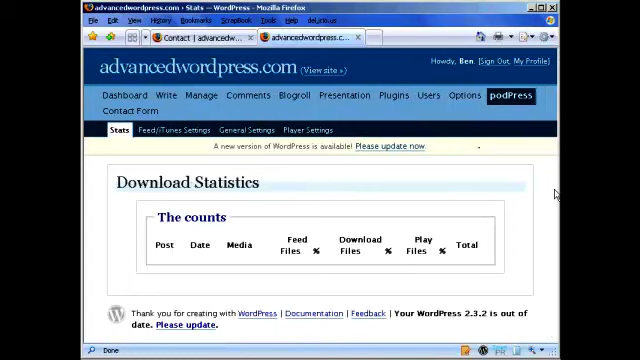 advancedwordpress.com › Stats — WordPress - Mozilla Firefox
File Edit View History Bookmarks ScrapBook Tools del.icio.us
Contact | advancedw... advancedwordpress.c...
advancedwordpress.com (View site »)
Howdy, Ben. [Sign Out, My Profile]
Dashboard Write Manage Comments Blogroll Presentation Plugins Users Options podPress
Contact Form
Stats Feed/iTunes Settings General Settings Player Settings
A new version of WordPress is available! Please update now.
Download Statistics
The counts
Post Date Media Feed Files % Download Files % Play Files % Total
Thank you for creating with WordPress | Documentation | Feedback | Your WordPress 2.3.2 is out of
date. Please update.
Done